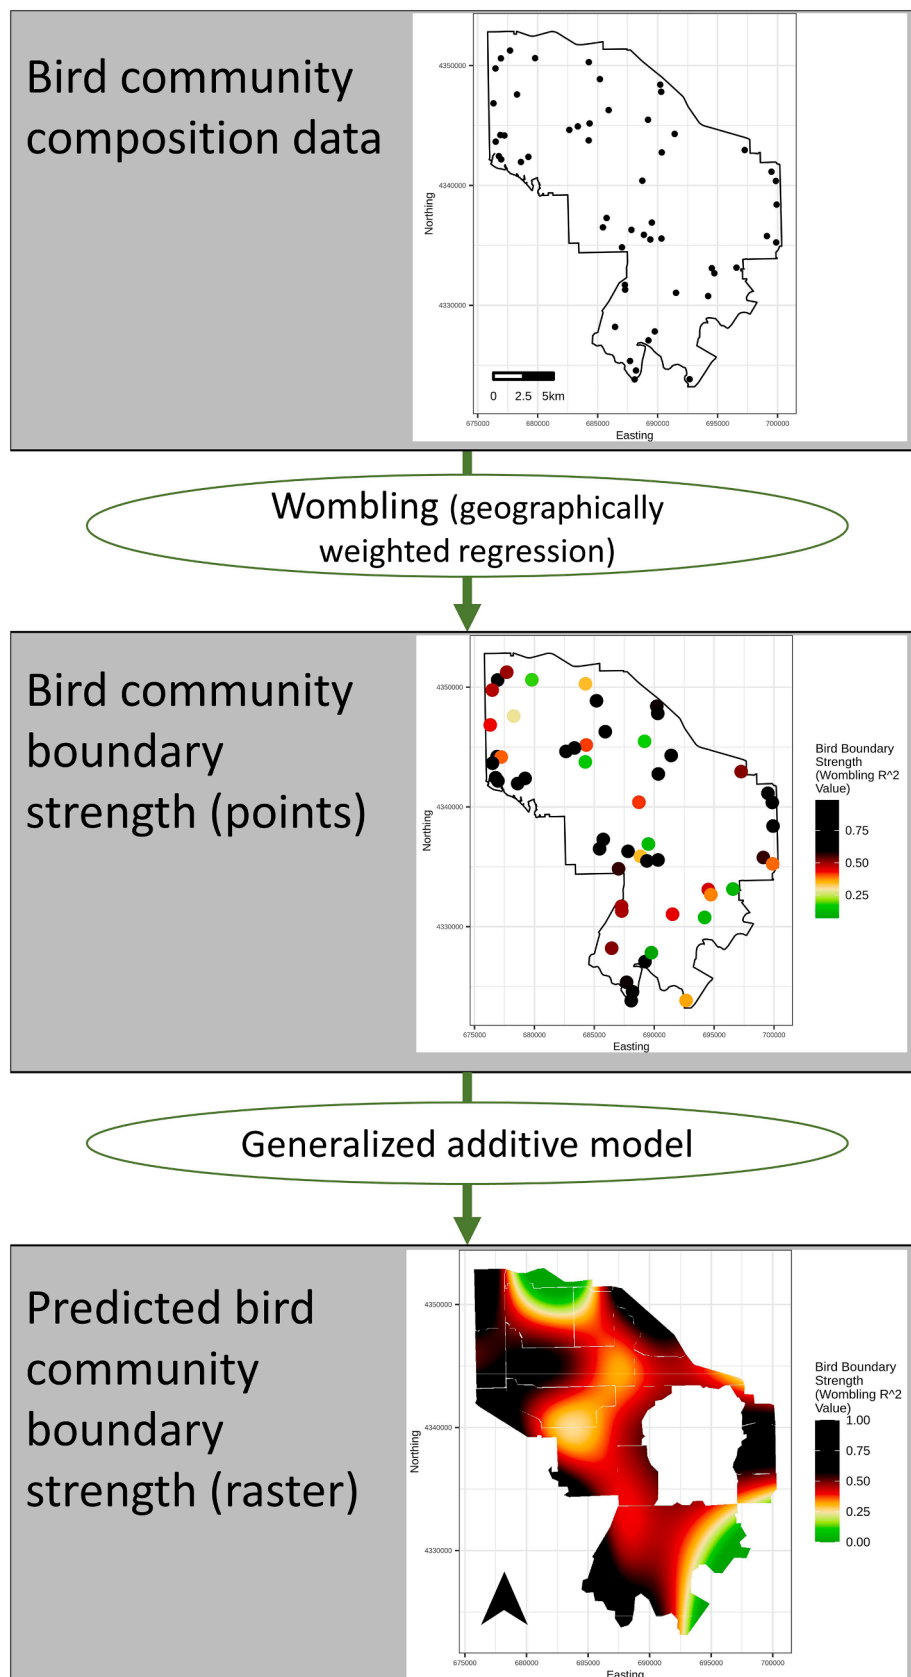 Bird community
composition data
Northing
4350000
4340000
4330000
0 2.5 5km
675000 680000 685000 690000 695000 700000
Easting
Wombling (geographically
weighted regression)
Bird community
boundary
strength (points)
Northing
4350000
4340000
4330000
675000 680000 685000 690000 695000 700000
Easting
Bird Boundary
Strength
(Wombling R^2
Value)
0.75
0.50
0.25
Generalized additive model
Predicted bird
community
boundary
strength (raster)
Northing
4350000
4340000
4330000
675000 680000 685000 690000 695000 700000
Easting
Bird Boundary
Strength
(Wombling R^2
Value)
1.00
0.75
0.50
0.25
0.00